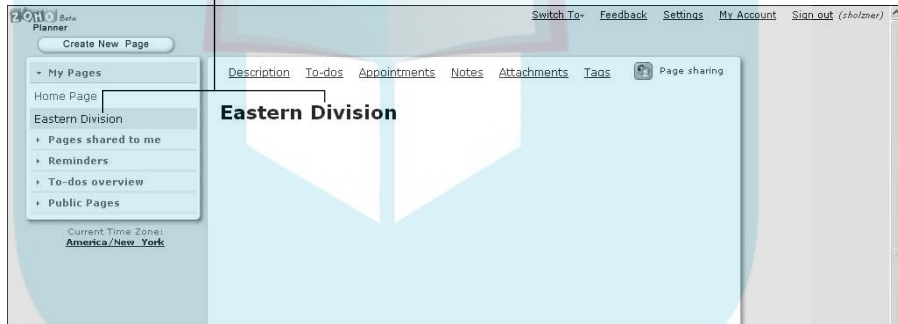 ZOHO Beta
Planner
Switch To- Feedback Settings My Account Sign out (sholzner)
Create New Page
My Pages
Home Page
Eastern Division
Pages shared to me
Reminders
To-dos overview
Public Pages
Current Time Zone:
America/New York
Description To-dos Appointments Notes Attachments Tags Page sharing
Eastern Division